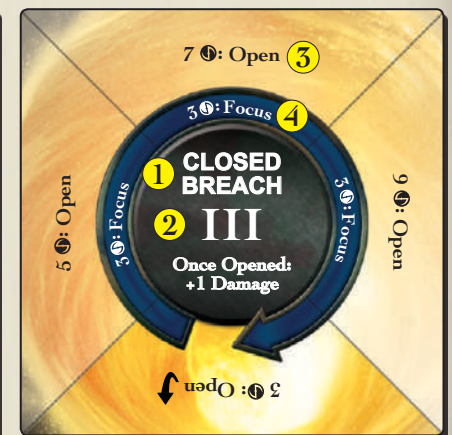 7 : Open 3
3 : Focus 4
1 CLOSED
BREACH
2 III
Once Opened:
+1 Damage
5 : Open
3 : Focus
3 : Focus
9 : Open
3 : Open